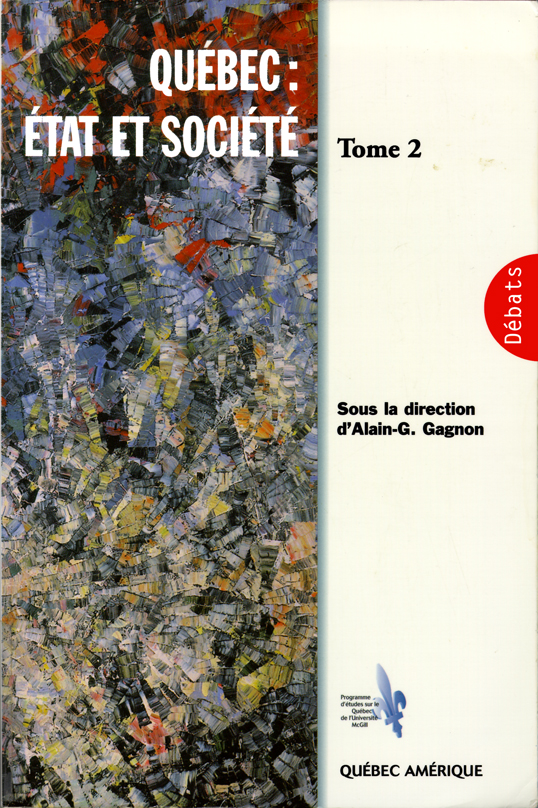 QUÉBEC :
ÉTAT ET SOCIÉTÉ
Tome 2
Débats
Sous la direction
d'Alain-G. Gagnon
Programme
d'études sur le
Québec
de l'Université
McGill
QUÉBEC AMÉRIQUE